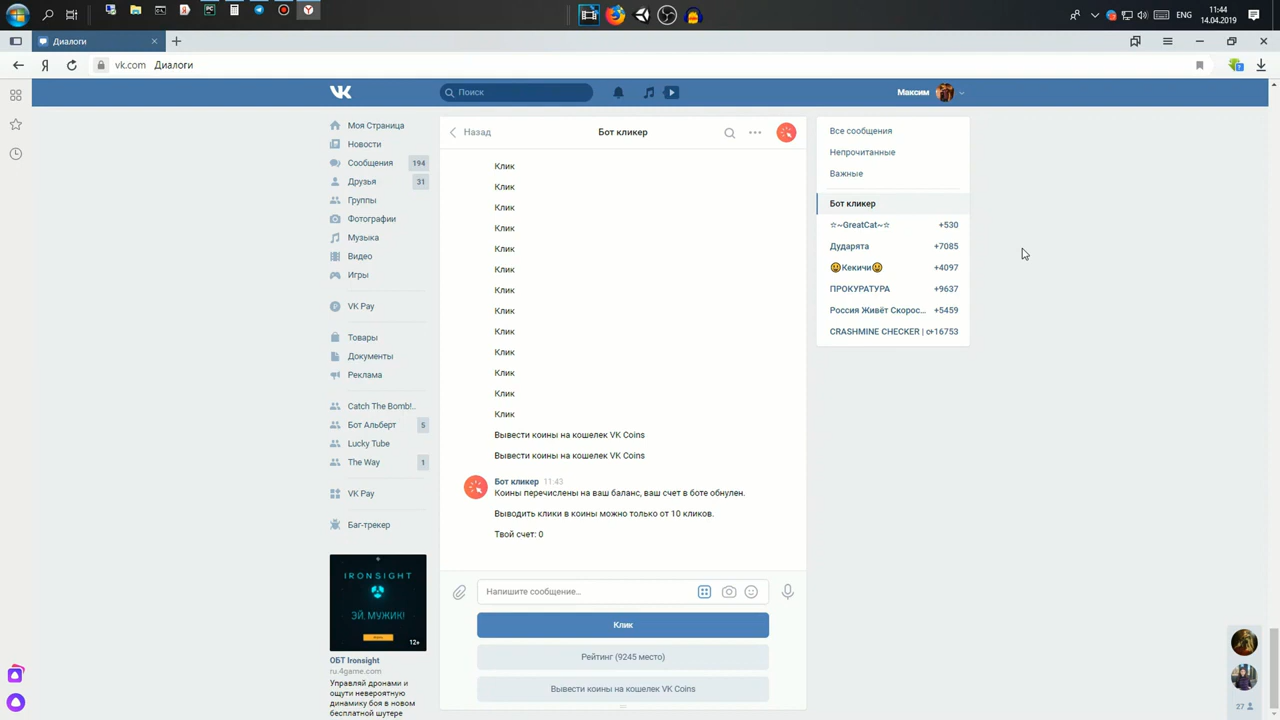 11:44
ENG
14.04.2019
Диалоги
vk.com Диалоги
Поиск
Максим
Моя Страница
Новости
Сообщения 194
Друзья 31
Группы
Фотографии
Музыка
Видео
Игры
VK Pay
Товары
Документы
Реклама
Catch The Bomb!..
Бот Альберт 5
Lucky Tube
The Way 1
VK Pay
Баг-трекер
IRONSIGHT
ЭЙ, МУЖИК!
12+
ОБТ Ironsight
ru.4game.com
Управляй дронами и
ощути невероятную
динамику боя в новом
бесплатной шутере
Назад
Бот кликер
Клик
Клик
Клик
Клик
Клик
Клик
Клик
Клик
Клик
Клик
Клик
Клик
Клик
Вывести коины на кошелек VK Coins
Вывести коины на кошелек VK Coins
Бот кликер 11:43
Коины перечислены на ваш баланс, ваш счет в боте обнулен.
Выводить клики в коины можно только от 10 кликов.
Твой счет: 0
Напишите сообщение...
Клик
Рейтинг (9245 место)
Вывести коины на кошелек VK Coins
Все сообщения
Непрочитанные
Важные
Бот кликер
☆~GreatCat~☆ +530
Дударята +7085
Кекичи +4097
ПРОКУРАТУРА +9637
Россия Живёт Скорос... +5459
CRASHMINE CHECKER | c +16753
27